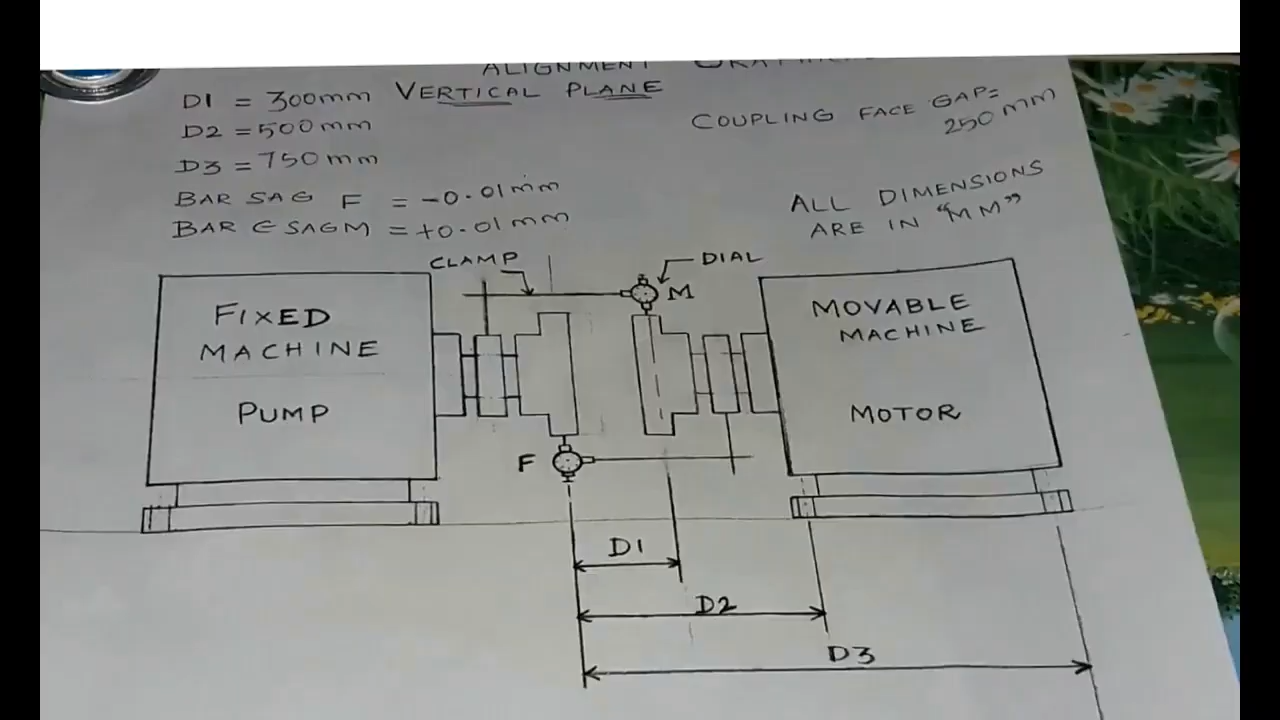 ALIGNMENT
VERTICAL PLANE
D1 = 300mm
D2 = 500mm
D3 = 750mm
BAR SAG F = -0.01mm
BAR E SAG M = +0.01mm
COUPLING FACE GAP=
250 MM
ALL DIMENSIONS
ARE IN "MM"
CLAMP
DIAL
M
FIXED
MACHINE
PUMP
MOVABLE
MACHINE
MOTOR
F
D1
D2
D3